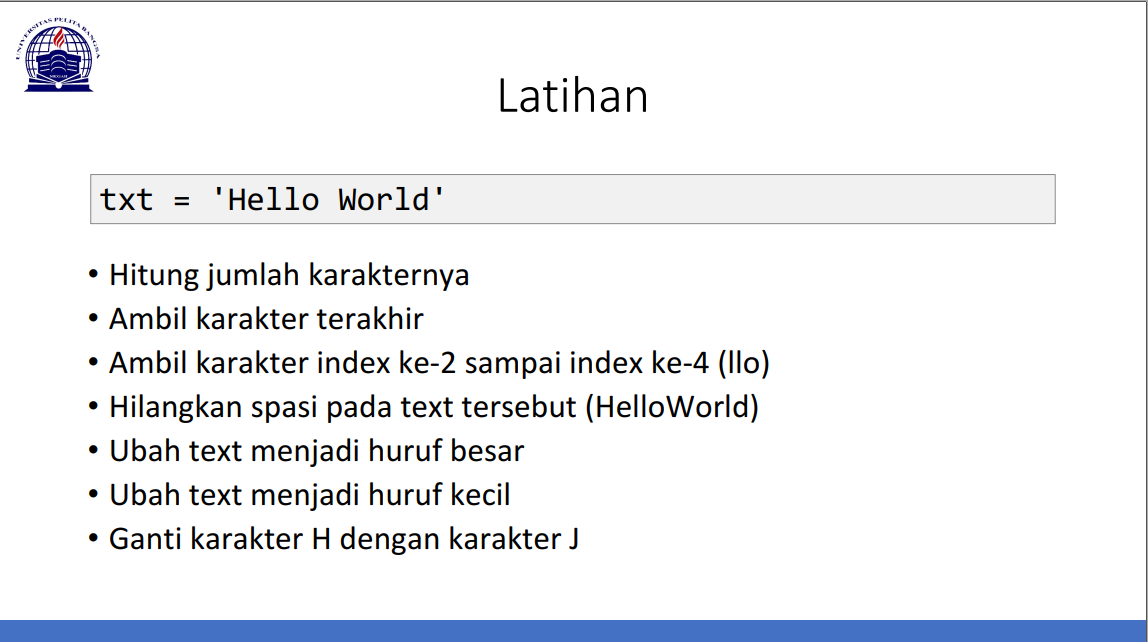 UNIVERSITAS PELITA BANGSA
Latihan
txt = 'Hello World'
• Hitung jumlah karakternya
• Ambil karakter terakhir
• Ambil karakter index ke-2 sampai index ke-4 (llo)
• Hilangkan spasi pada text tersebut (HelloWorld)
• Ubah text menjadi huruf besar
• Ubah text menjadi huruf kecil
• Ganti karakter H dengan karakter J